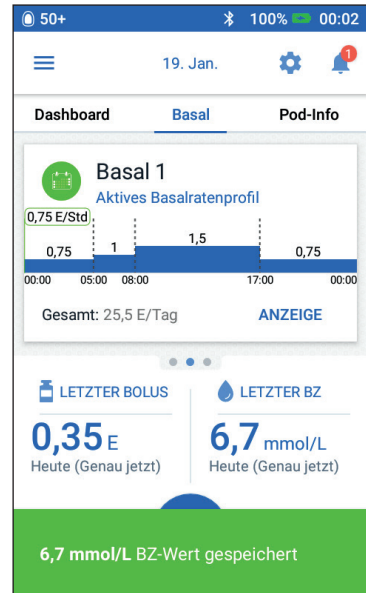 50+ 100% 00:02
19. Jan. 1
Dashboard Basal Pod-Info
Basal 1
Aktives Basalratenprofil
0,75 E/Std.
0,75 1 1,5 0,75
00:00 05:00 08:00 17:00 00:00
Gesamt: 25,5 E/Tag ANZEIGE
LETZTER BOLUS LETZTER BZ
0,35 E 6,7 mmol/L
Heute (Genau jetzt) Heute (Genau jetzt)
6,7 mmol/L BZ-Wert gespeichert